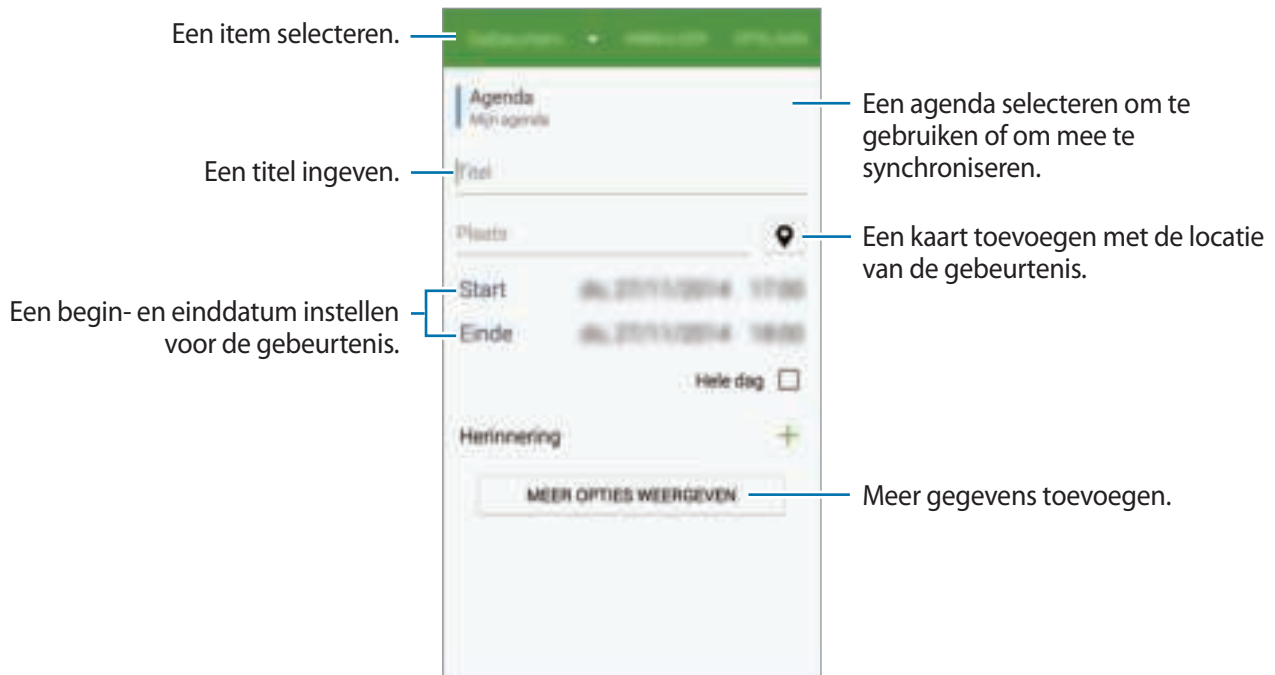 Een item selecteren.
Agenda
Mijn agenda
Een agenda selecteren om te
gebruiken of om mee te
synchroniseren.
Een titel ingeven.
Titel
Plaats
Een kaart toevoegen met de locatie
van de gebeurtenis.
Een begin- en einddatum instellen
voor de gebeurtenis.
Start
Einde
Hele dag
Herinnering
MEER OPTIES WEERGEVEN
Meer gegevens toevoegen.